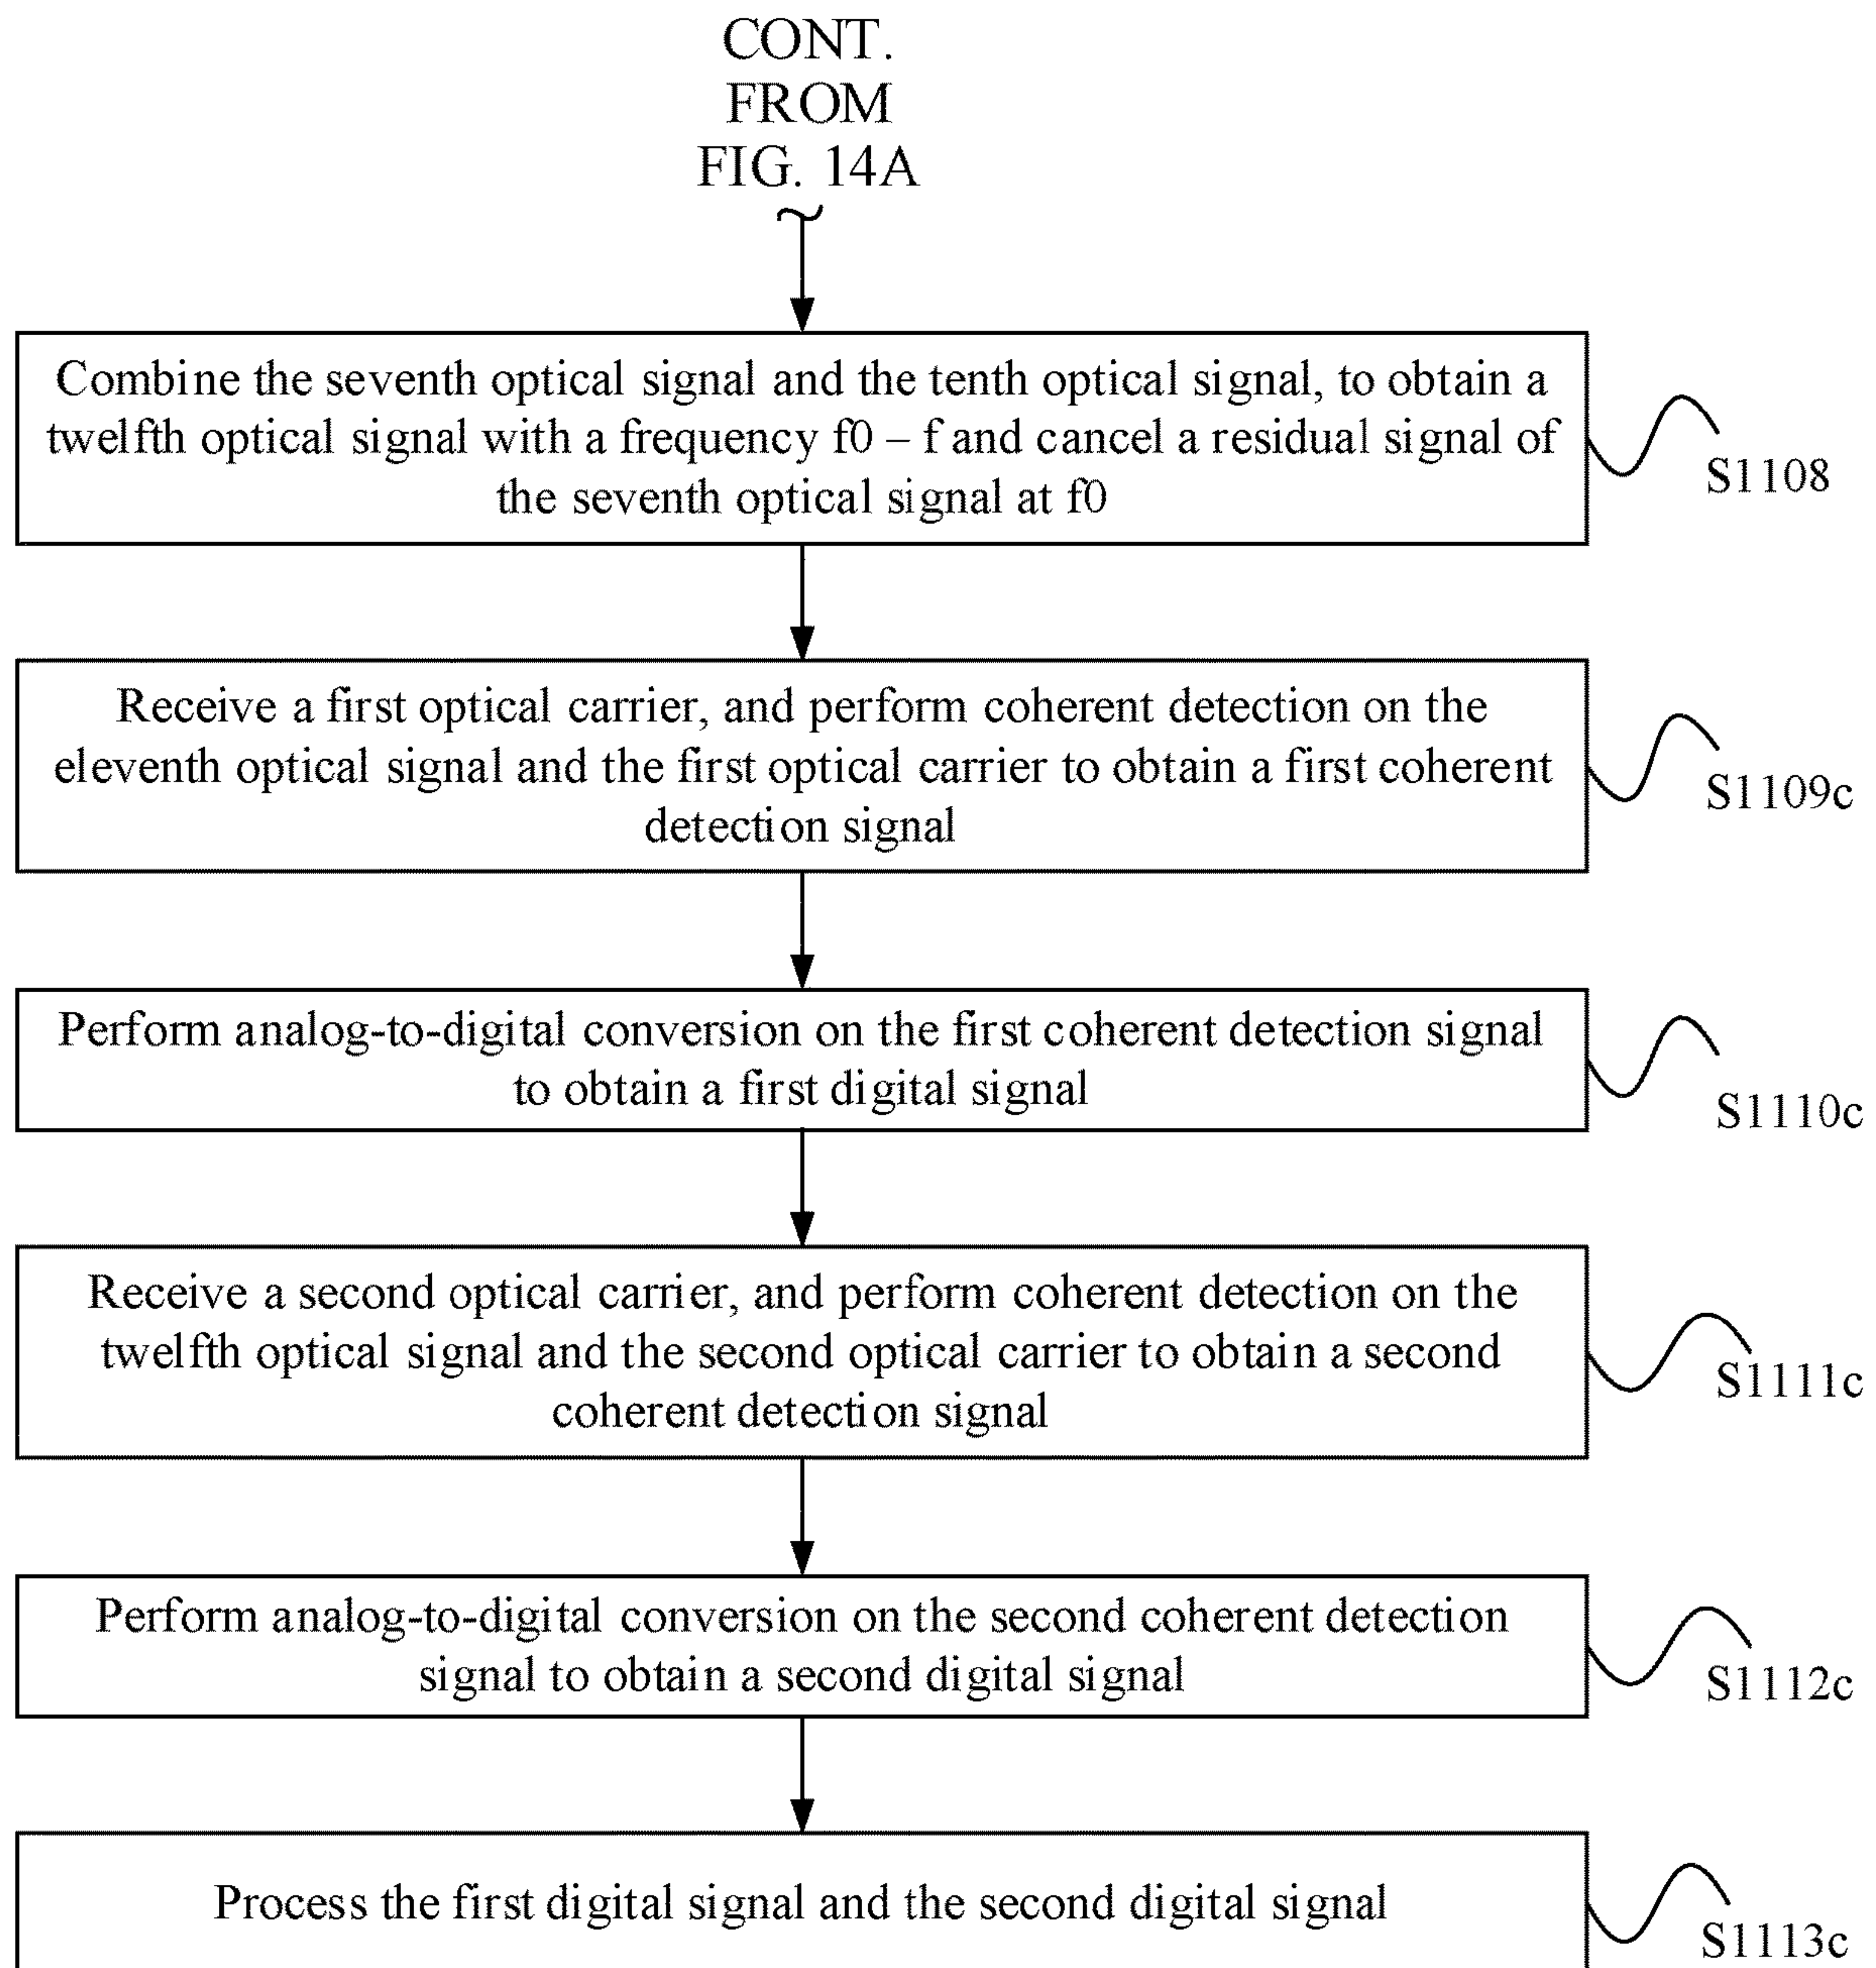 CONT.
FROM
FIG. 14A
Combine the seventh optical signal and the tenth optical signal, to obtain a
twelfth optical signal with a frequency f0 – f and cancel a residual signal of
the seventh optical signal at f0
S1108
Receive a first optical carrier, and perform coherent detection on the
eleventh optical signal and the first optical carrier to obtain a first coherent
detection signal
S1109c
Perform analog-to-digital conversion on the first coherent detection signal
to obtain a first digital signal
S1110c
Receive a second optical carrier, and perform coherent detection on the
twelfth optical signal and the second optical carrier to obtain a second
coherent detection signal
S1111c
Perform analog-to-digital conversion on the second coherent detection
signal to obtain a second digital signal
S1112c
Process the first digital signal and the second digital signal
S1113c